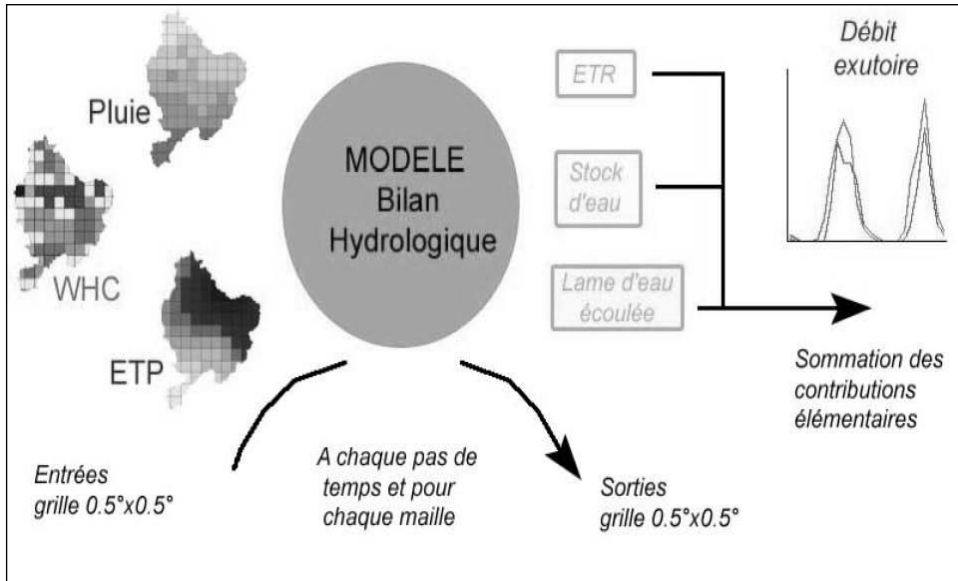 Pluie
WHC
ETP
MODELE
Bilan
Hydrologique
ETR
Stock
d'eau
Lame d'eau
écoulée
Débit
exutoire
Sommation des
contributions
élémentaires
Entrées
grille 0.5°x0.5°
A chaque pas de
temps et pour
chaque maille
Sorties
grille 0.5°x0.5°